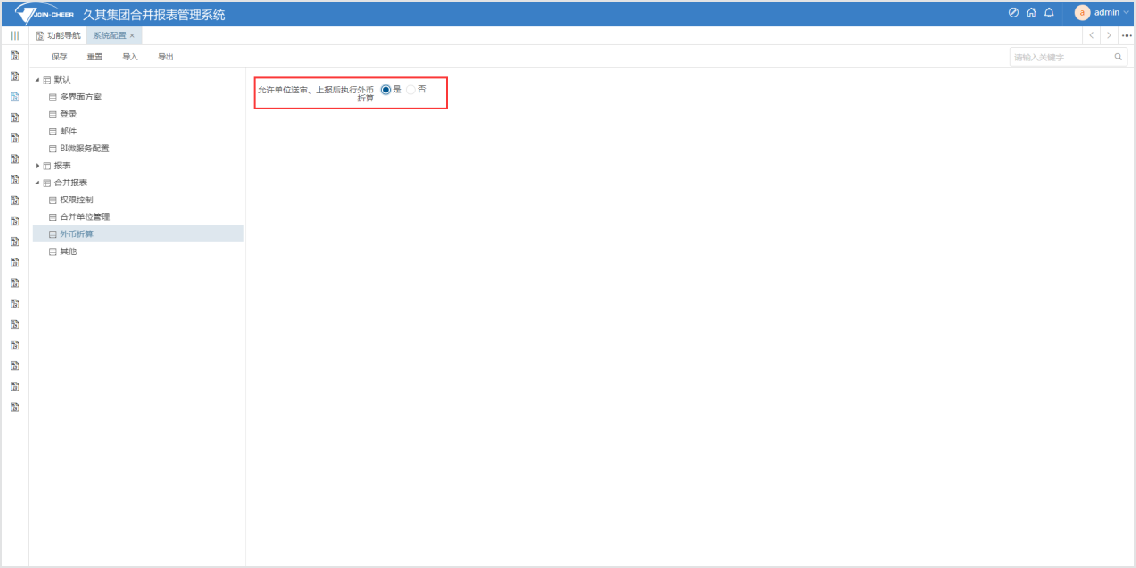 JOIN-CHEER 久其集团合并报表管理系统
a admin
功能导航 系统配置 ×
保存 重置 导入 导出
请输入关键字
默认
多界面方案
登录
邮件
BI微服务配置
报表
合并报表
权限控制
合并单位管理
外币折算
其他
允许单位送审、上报后执行外币 是 否
折算